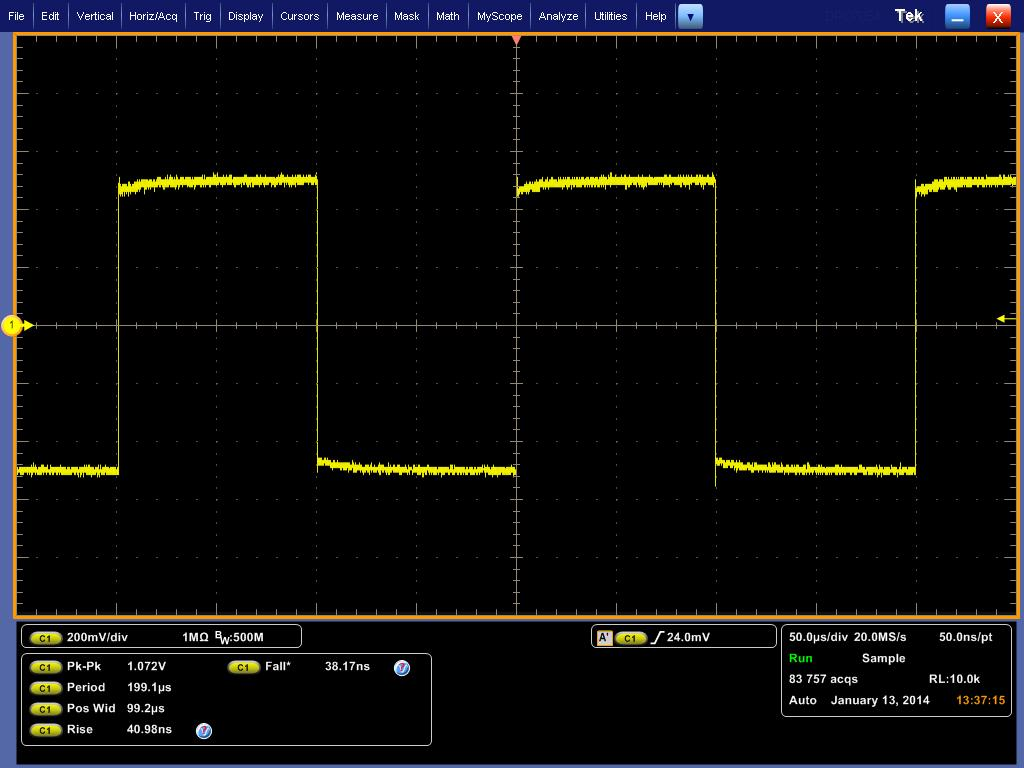 File Edit Vertical Horiz/Acq Trig Display Cursors Measure Mask Math MyScope Analyze Utilities Help Tek X
1
C1 200mV/div 1MΩ BW:500M
A' C1 24.0mV
50.0µs/div 20.0MS/s 50.0ns/pt
Run Sample
83 757 acqs RL:10.0k
Auto January 13, 2014 13:37:15
C1 Pk-Pk 1.072V C1 Fall* 38.17ns
C1 Period 199.1µs
C1 Pos Wid 99.2µs
C1 Rise 40.98ns